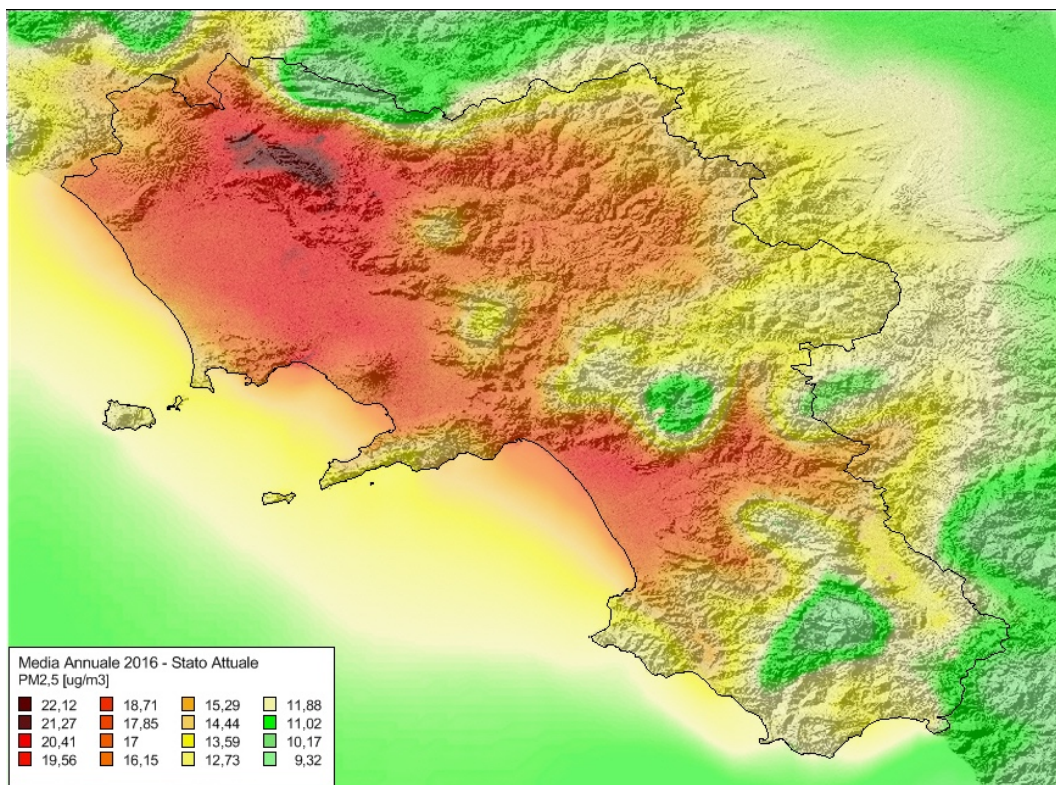 Media Annuale 2016 - Stato Attuale
PM2,5 [ug/m3]
22,12 18,71 15,29 11,88
21,27 17,85 14,44 11,02
20,41 17 13,59 10,17
19,56 16,15 12,73 9,32